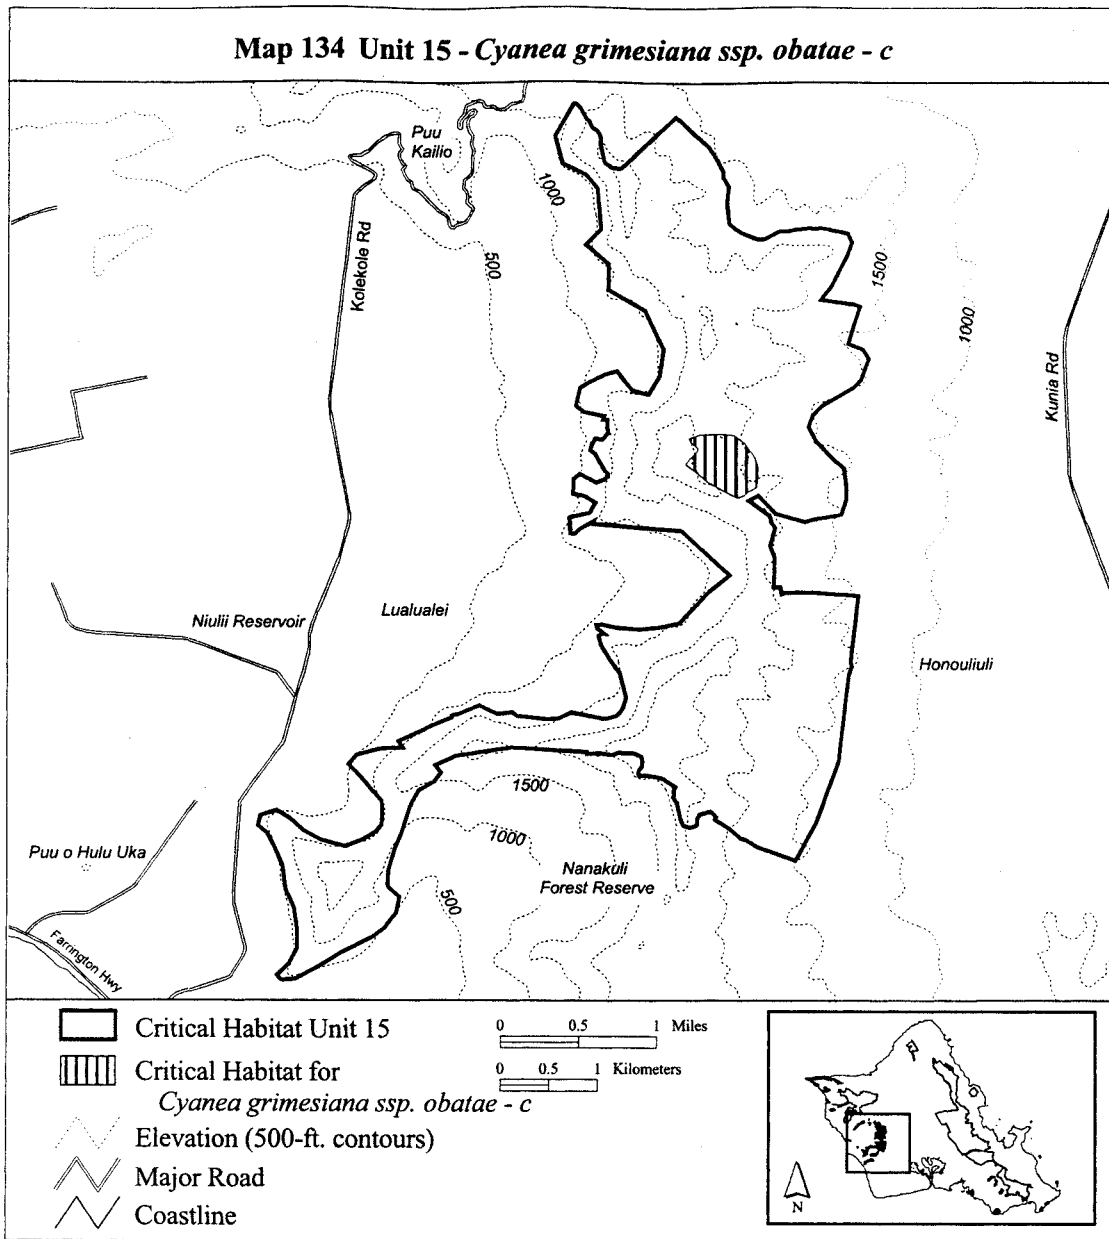 Map 134 Unit 15 - Cyanea grimesiana ssp. obatae - c
Puu
Kailio
1000
Kolekole Rd
500
1500
1000
Kunia Rd
Niulii Reservoir
Lualualei
Honouliuli
1500
1000
Puu o Hulu Uka
Nanakuli
Forest Reserve
500
Farrington Hwy
Critical Habitat Unit 15
0 0.5 1 Miles
Critical Habitat for
Cyanea grimesiana ssp. obatae - c
0 0.5 1 Kilometers
Elevation (500-ft. contours)
Major Road
Coastline
N